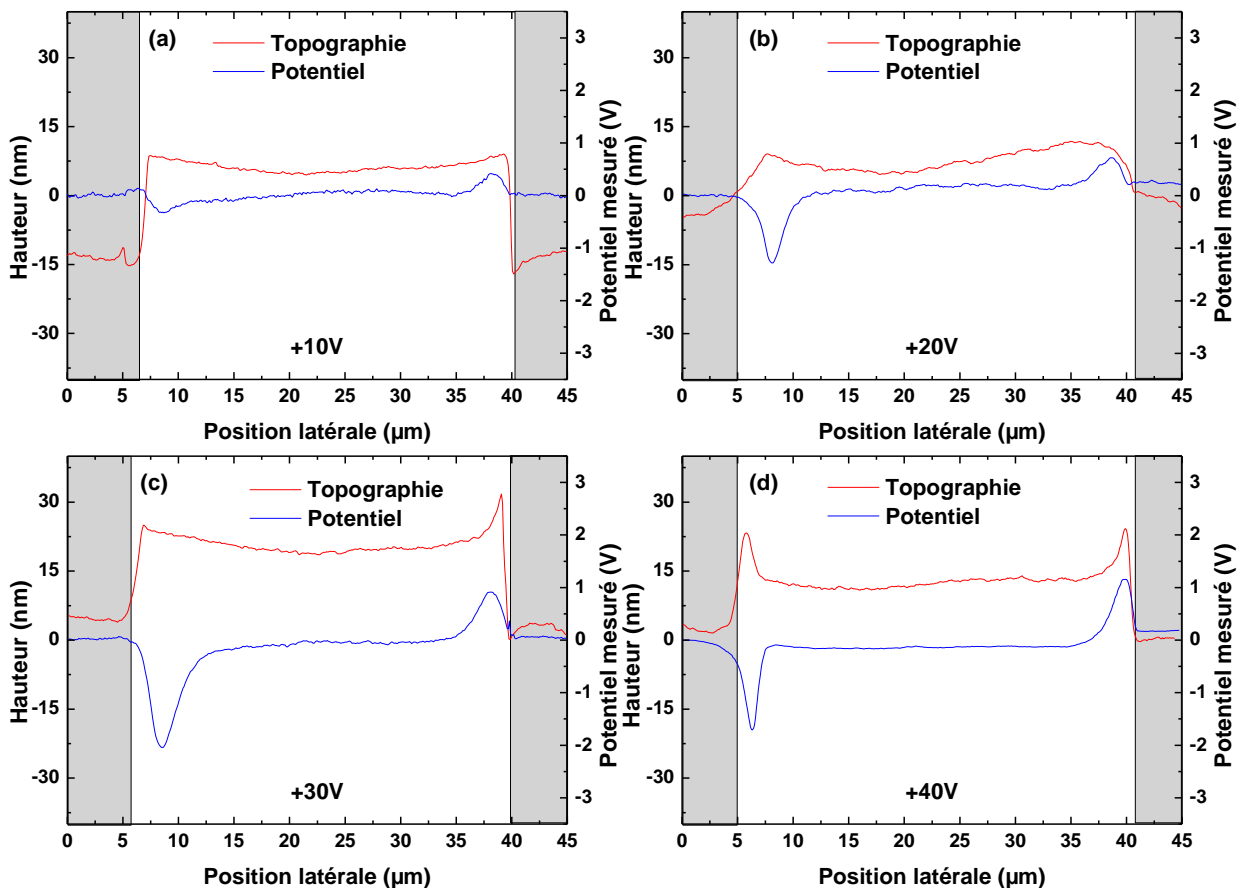 (a)
Topographie
Potentiel
Hauteur (nm)
30
15
0
-15
-30
Potentiel mesuré (V)
3
2
1
0
-1
-2
-3
+10V
0 5 10 15 20 25 30 35 40 45
Position latérale (µm)
(b)
Topographie
Potentiel
Hauteur (nm)
30
15
0
-15
-30
Potentiel mesuré (V)
3
2
1
0
-1
-2
-3
+20V
0 5 10 15 20 25 30 35 40 45
Position latérale (µm)
(c)
Topographie
Potentiel
Hauteur (nm)
30
15
0
-15
-30
Potentiel mesuré (V)
3
2
1
0
-1
-2
-3
+30V
0 5 10 15 20 25 30 35 40 45
Position latérale (µm)
(d)
Topographie
Potentiel
Hauteur (nm)
30
15
0
-15
-30
Potentiel mesuré (V)
3
2
1
0
-1
-2
-3
+40V
0 5 10 15 20 25 30 35 40 45
Position latérale (µm)